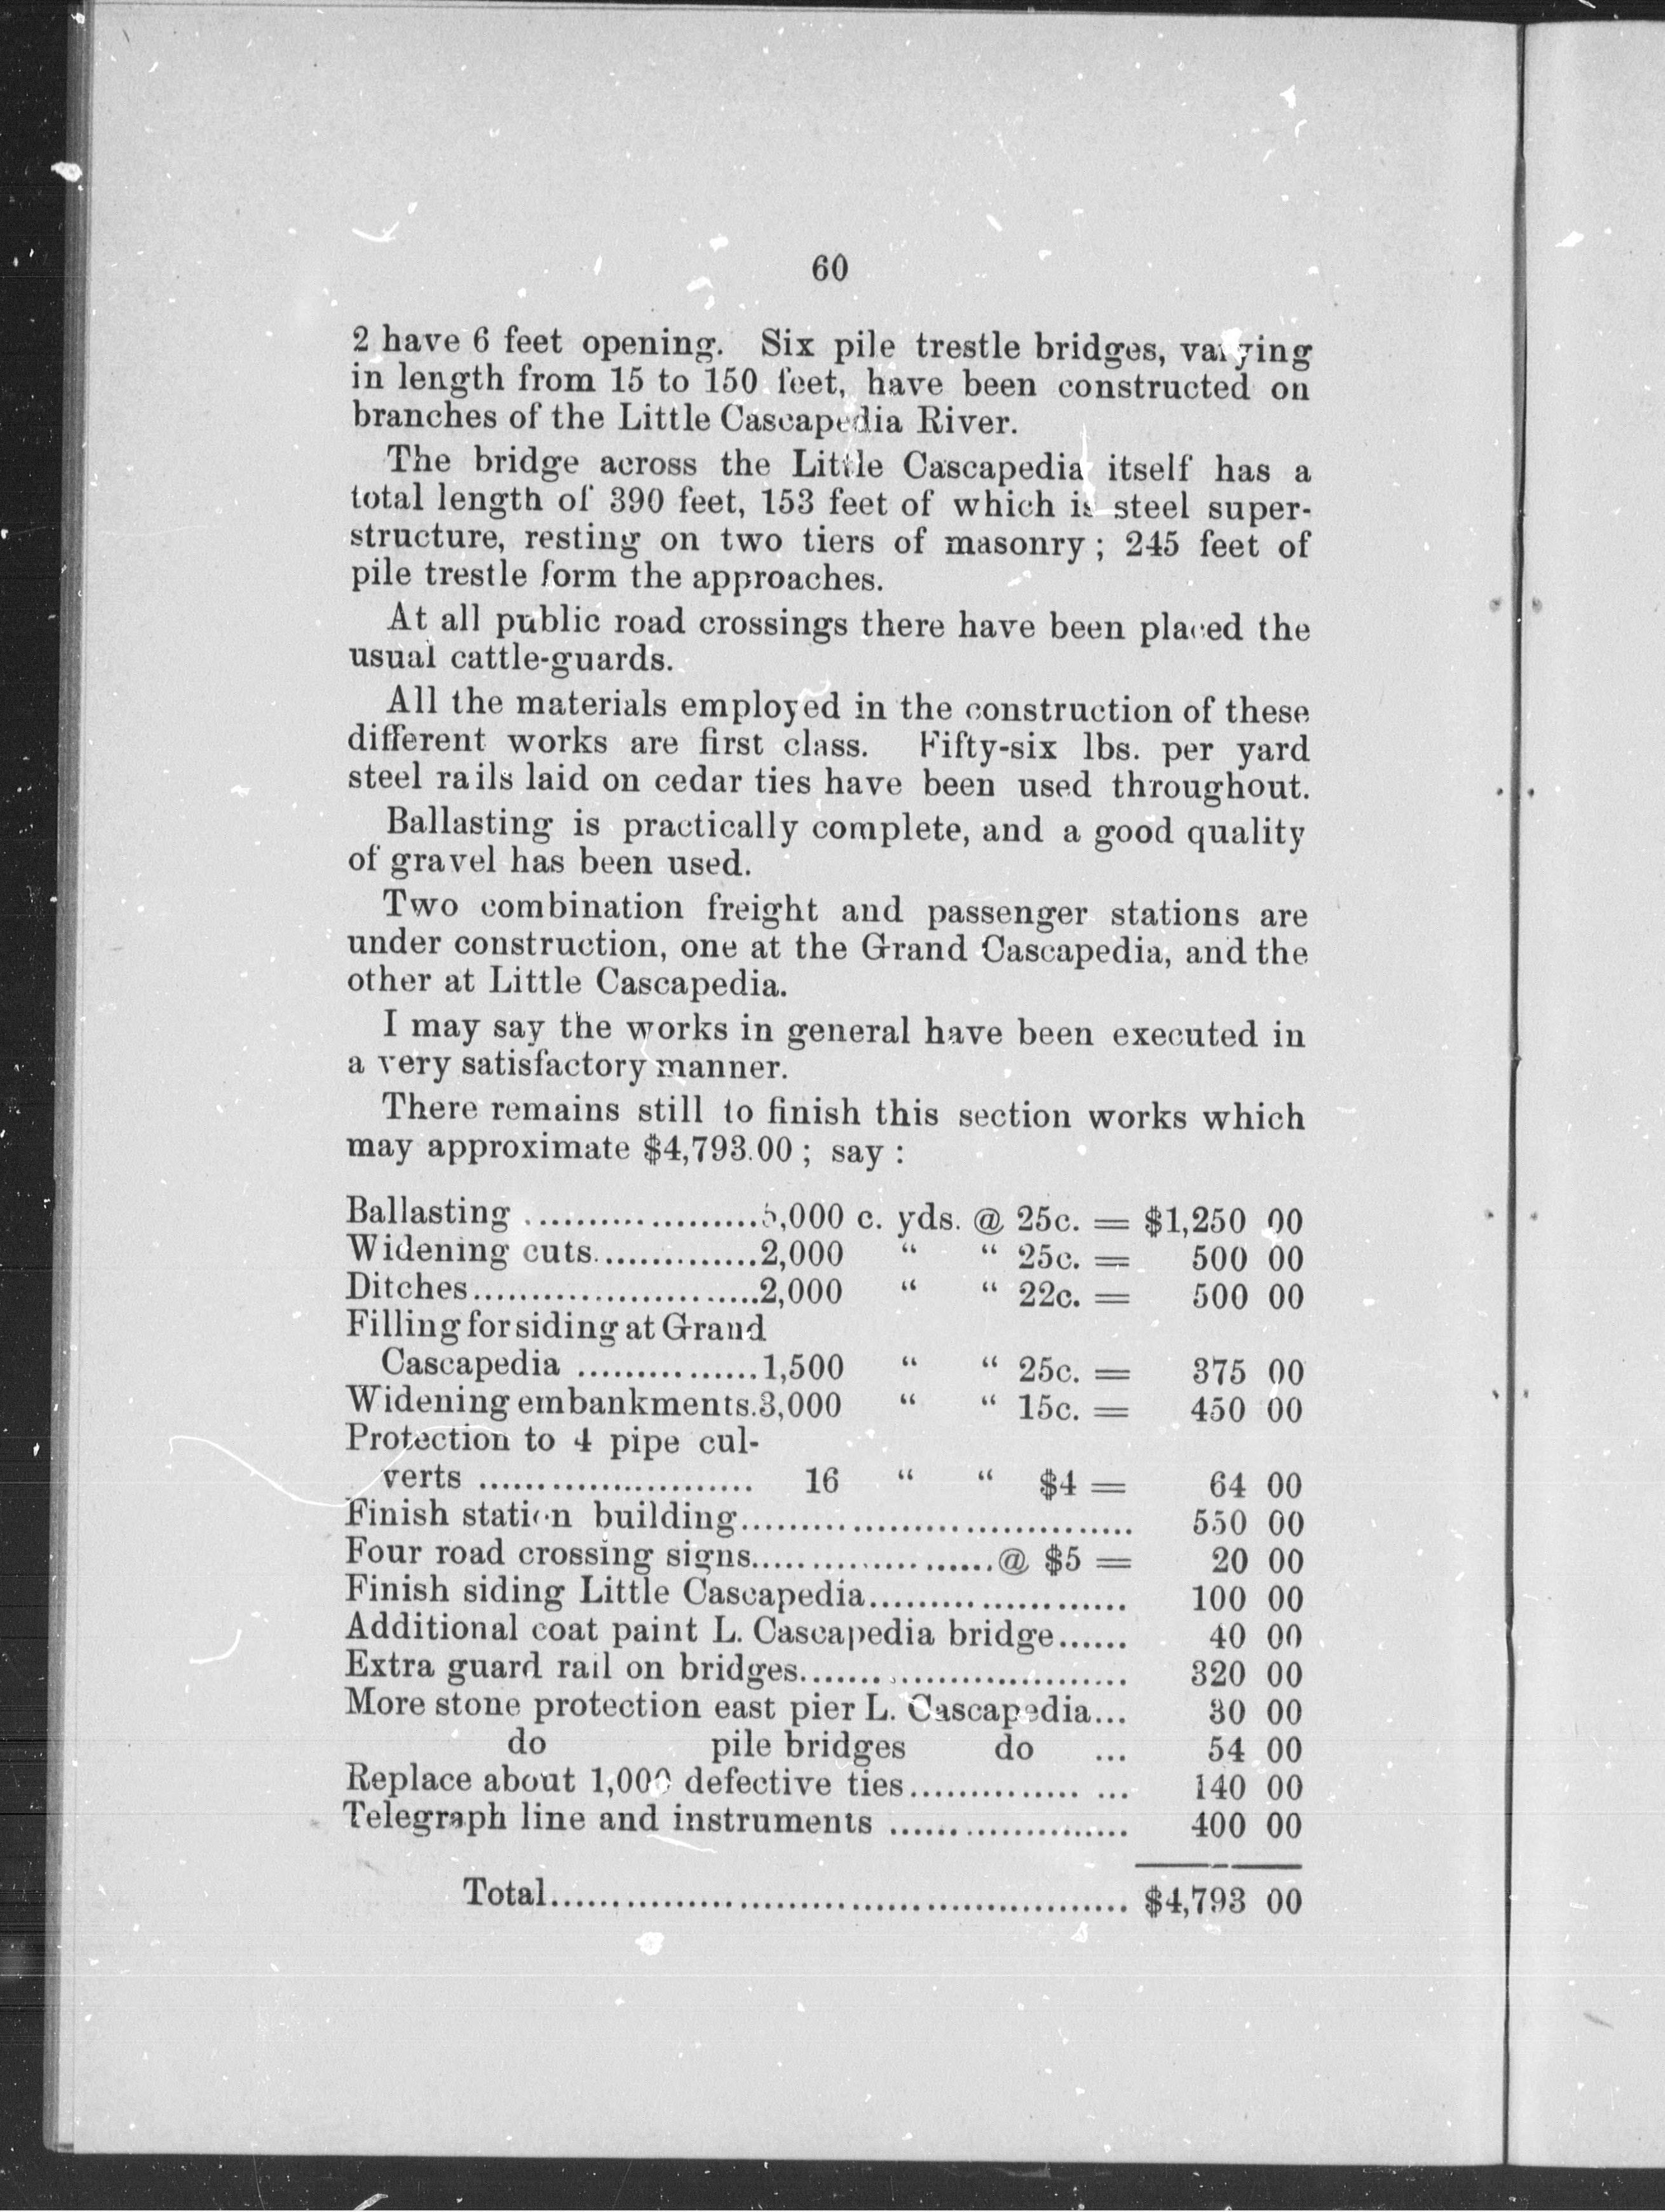 60
2 have 6 feet opening. Six pile trestle bridges, varying
in length from 15 to 150 feet, have been constructed on
branches of the Little Cascapedia River.
The bridge across the Little Cascapedia itself has a
total length of 390 feet, 153 feet of which is steel super-
structure, resting on two tiers of masonry ; 245 feet of
pile trestle form the approaches.
At all public road crossings there have been placed the
usual cattle-guards.
All the materials employed in the construction of these
different works are first class. Fifty-six lbs. per yard
steel rails laid on cedar ties have been used throughout.
Ballasting is practically complete, and a good quality
of gravel has been used.
Two combination freight and passenger stations are
under construction, one at the Grand Cascapedia, and the
other at Little Cascapedia.
I may say the works in general have been executed in
a very satisfactory manner.
There remains still to finish this section works which
may approximate $4,793.00 ; say :
Ballasting ....................5,000 c. yds. @ 25c. = $1,250 00
Widening cuts..............2,000 “ “ 25c. = 500 00
Ditches........................2,000 “ “ 22c. = 500 00
Filling for siding at Grand
Cascapedia ...............1,500 “ “ 25c. = 375 00
Widening embankments.3,000 “ “ 15c. = 450 00
Protection to 4 pipe cul-
verts ....................... 16 “ “ $4 = 64 00
Finish station building................................. 550 00
Four road crossing signs....................@ $5 = 20 00
Finish siding Little Cascapedia...................... 100 00
Additional coat paint L. Cascapedia bridge...... 40 00
Extra guard rail on bridges........................... 320 00
More stone protection east pier L. Cascapedia... 30 00
do pile bridges do ... 54 00
Replace about 1,000 defective ties............... ... 140 00
Telegraph line and instruments .................... 400 00
Total................................................ $4,793 00